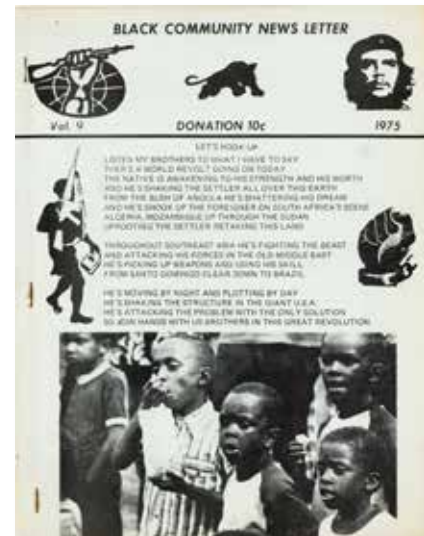 BLACK COMMUNITY NEWS LETTER
Vol. 9 DONATION 10c 1975
LET'S HOOK UP
LISTEN MY BROTHERS TO WHAT I HAVE TO SAY
A WORLD REVOLT GOING ON TODAY
THE NATIVE IS AWAKENING TO HIS STRENGTH AND HIS WORTH
AND HE'S SHAKING THE SETTLER ALL OVER THIS EARTH
FROM THE BUSH OF ANGOLA HE'S SHATTERING HIS DREAM
AND HE'S SHOOK UP THE FOREIGNER ON SOUTH AFRICA'S SCENE
ALGERIA, MOZAMBIQUE UP THROUGH THE SUDAN
UPROOTING THE SETTLER RETAKING THIS LAND
THROUGHOUT SOUTHEAST ASIA HE'S FIGHTING THE BEAST
AND ATTACKING HIS FORCES IN THE OLD MIDDLE EAST
HE'S PICKING UP WEAPONS AND USING HIS SKILL
FROM SANTO DOMINGO CLEAR DOWN TO BRAZIL
HE'S MOVING BY NIGHT AND PLOTTING BY DAY
HE'S SHAKING THE STRUCTURE IN THE GIANT U.S.A.
HE'S ATTACKING THE PROBLEM WITH THE ONLY SOLUTION
SO JOIN HANDS WITH US BROTHERS IN THIS GREAT REVOLUTION